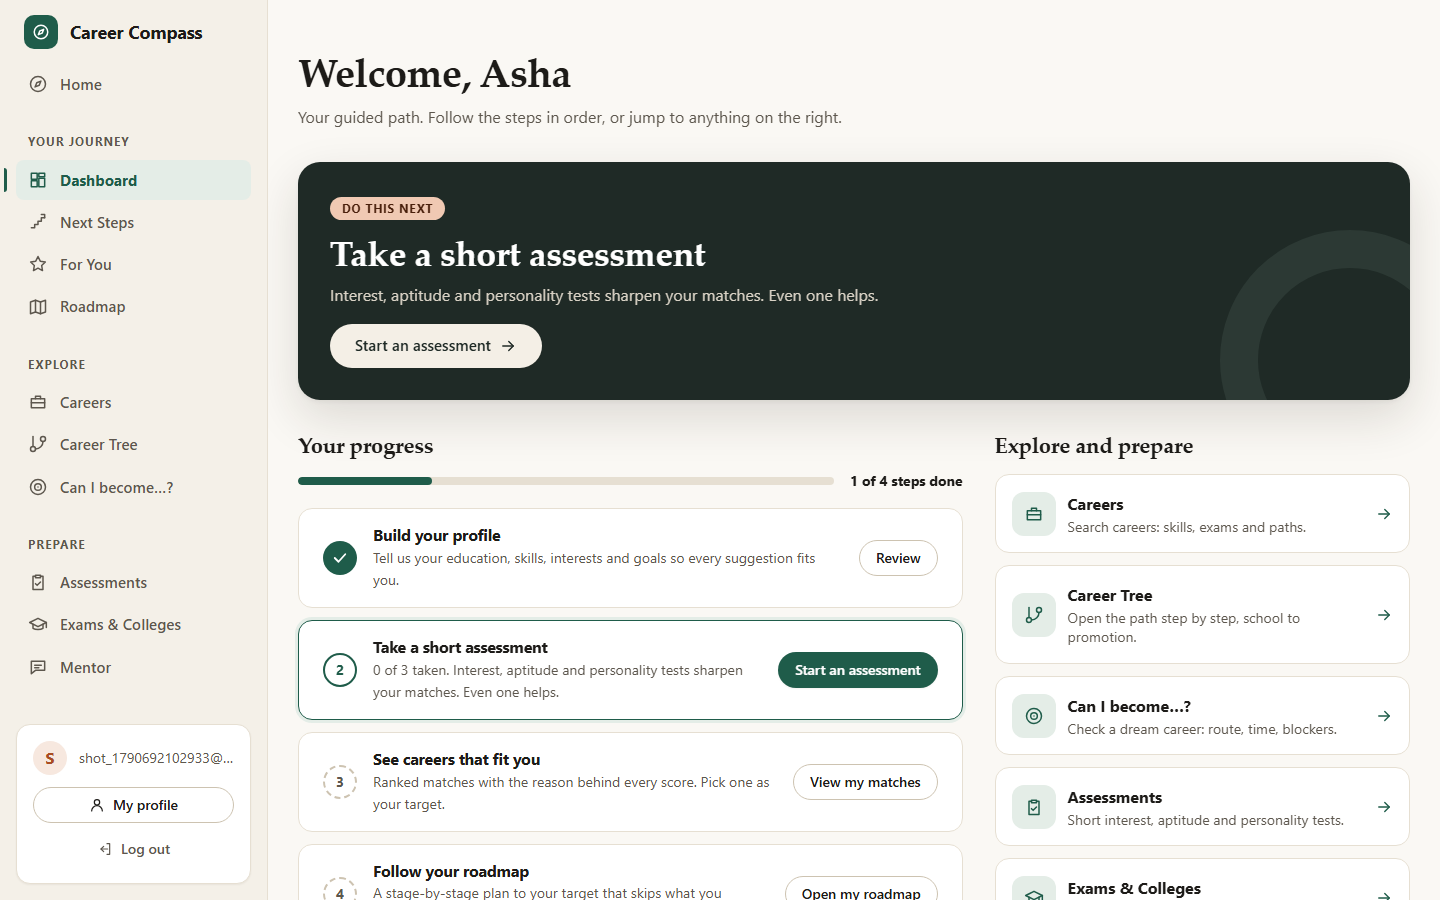 Career Compass
Home
YOUR JOURNEY
Dashboard
Next Steps
For You
Roadmap
EXPLORE
Careers
Career Tree
Can I become...?
PREPARE
Assessments
Exams & Colleges
Mentor
S
shot_1790692102933@...
My profile
Log out
Welcome, Asha
Your guided path. Follow the steps in order, or jump to anything on the right.
DO THIS NEXT
Take a short assessment
Interest, aptitude and personality tests sharpen your matches. Even one helps.
Start an assessment
Your progress
1 of 4 steps done
Build your profile
Tell us your education, skills, interests and goals so every suggestion fits
you.
Review
2
Take a short assessment
0 of 3 taken. Interest, aptitude and personality tests sharpen
your matches. Even one helps.
Start an assessment
3
See careers that fit you
Ranked matches with the reason behind every score. Pick one as
your target.
View my matches
4
Follow your roadmap
A stage-by-stage plan to your target that skips what you
Open my roadmap
Explore and prepare
Careers
Search careers: skills, exams and paths.
Career Tree
Open the path step by step, school to
promotion.
Can I become...?
Check a dream career: route, time, blockers.
Assessments
Short interest, aptitude and personality tests.
Exams & Colleges